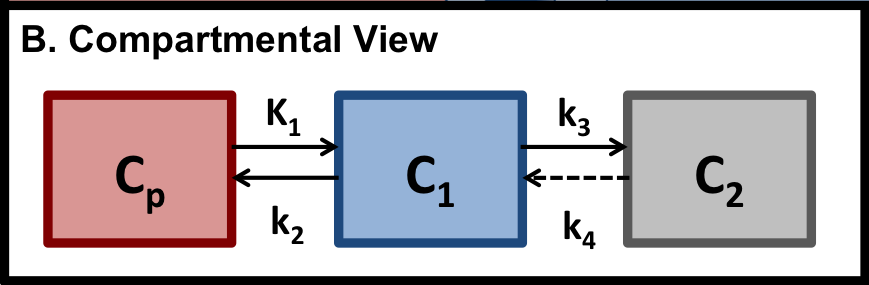 B. Compartmental View
K₁ k₃
Cₚ C₁ C₂
k₂ k₄